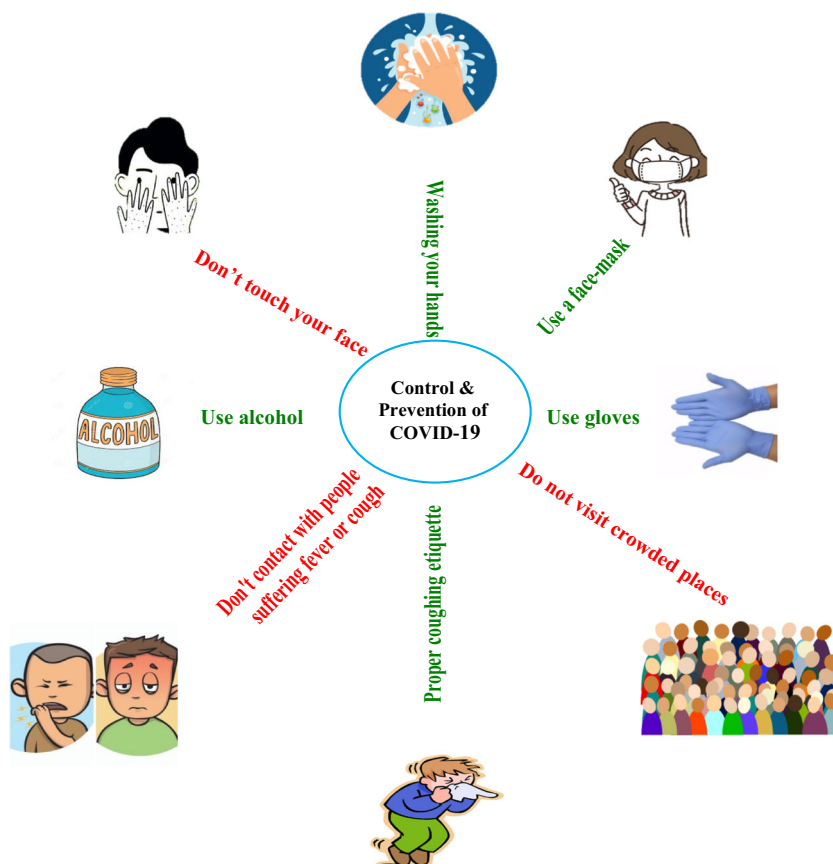 Washing your hands
Use a face-mask
Don’t touch your face
Control &
Prevention of
COVID-19
ALCOHOL
Use alcohol
Use gloves
Don't contact with people
suffering fever or cough
Proper coughing etiquette
Do not visit crowded places